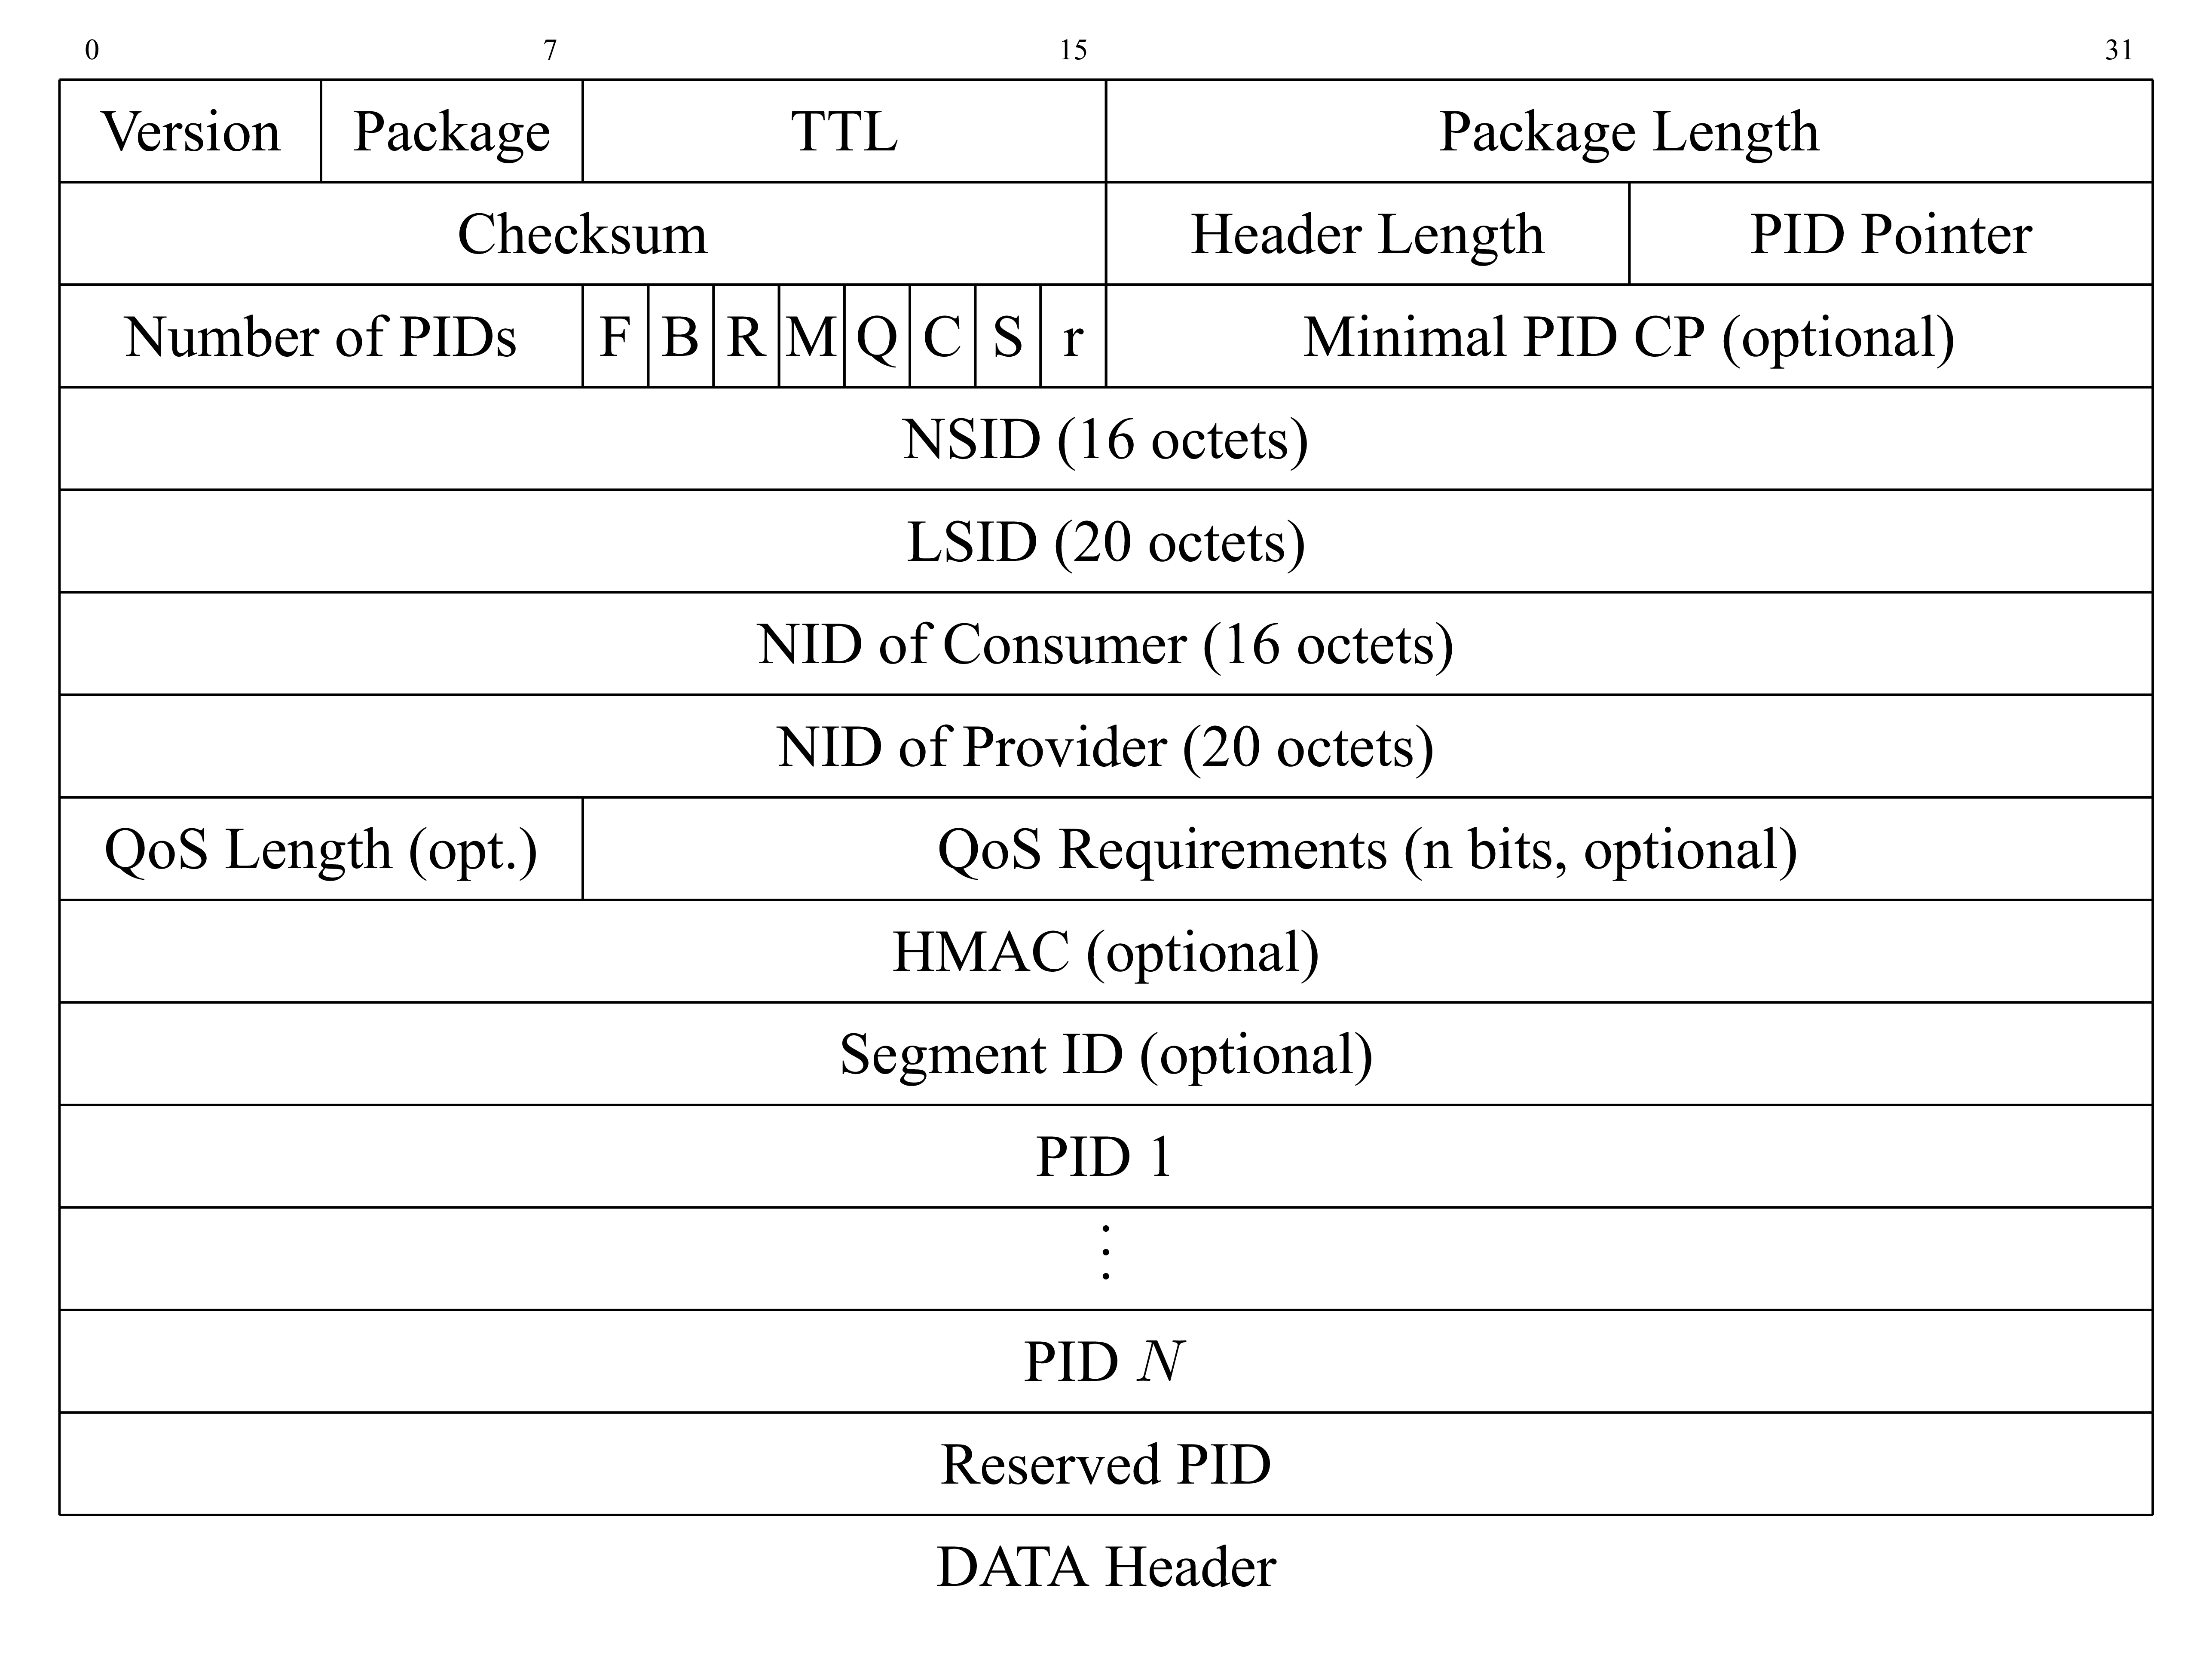 0 7 15 31
Version Package TTL Package Length
Checksum Header Length PID Pointer
Number of PIDs F B R M Q C S r Minimal PID CP (optional)
NSID (16 octets)
LSID (20 octets)
NID of Consumer (16 octets)
NID of Provider (20 octets)
QoS Length (opt.) QoS Requirements (n bits, optional)
HMAC (optional)
Segment ID (optional)
PID 1
⋮
PID N
Reserved PID
DATA Header